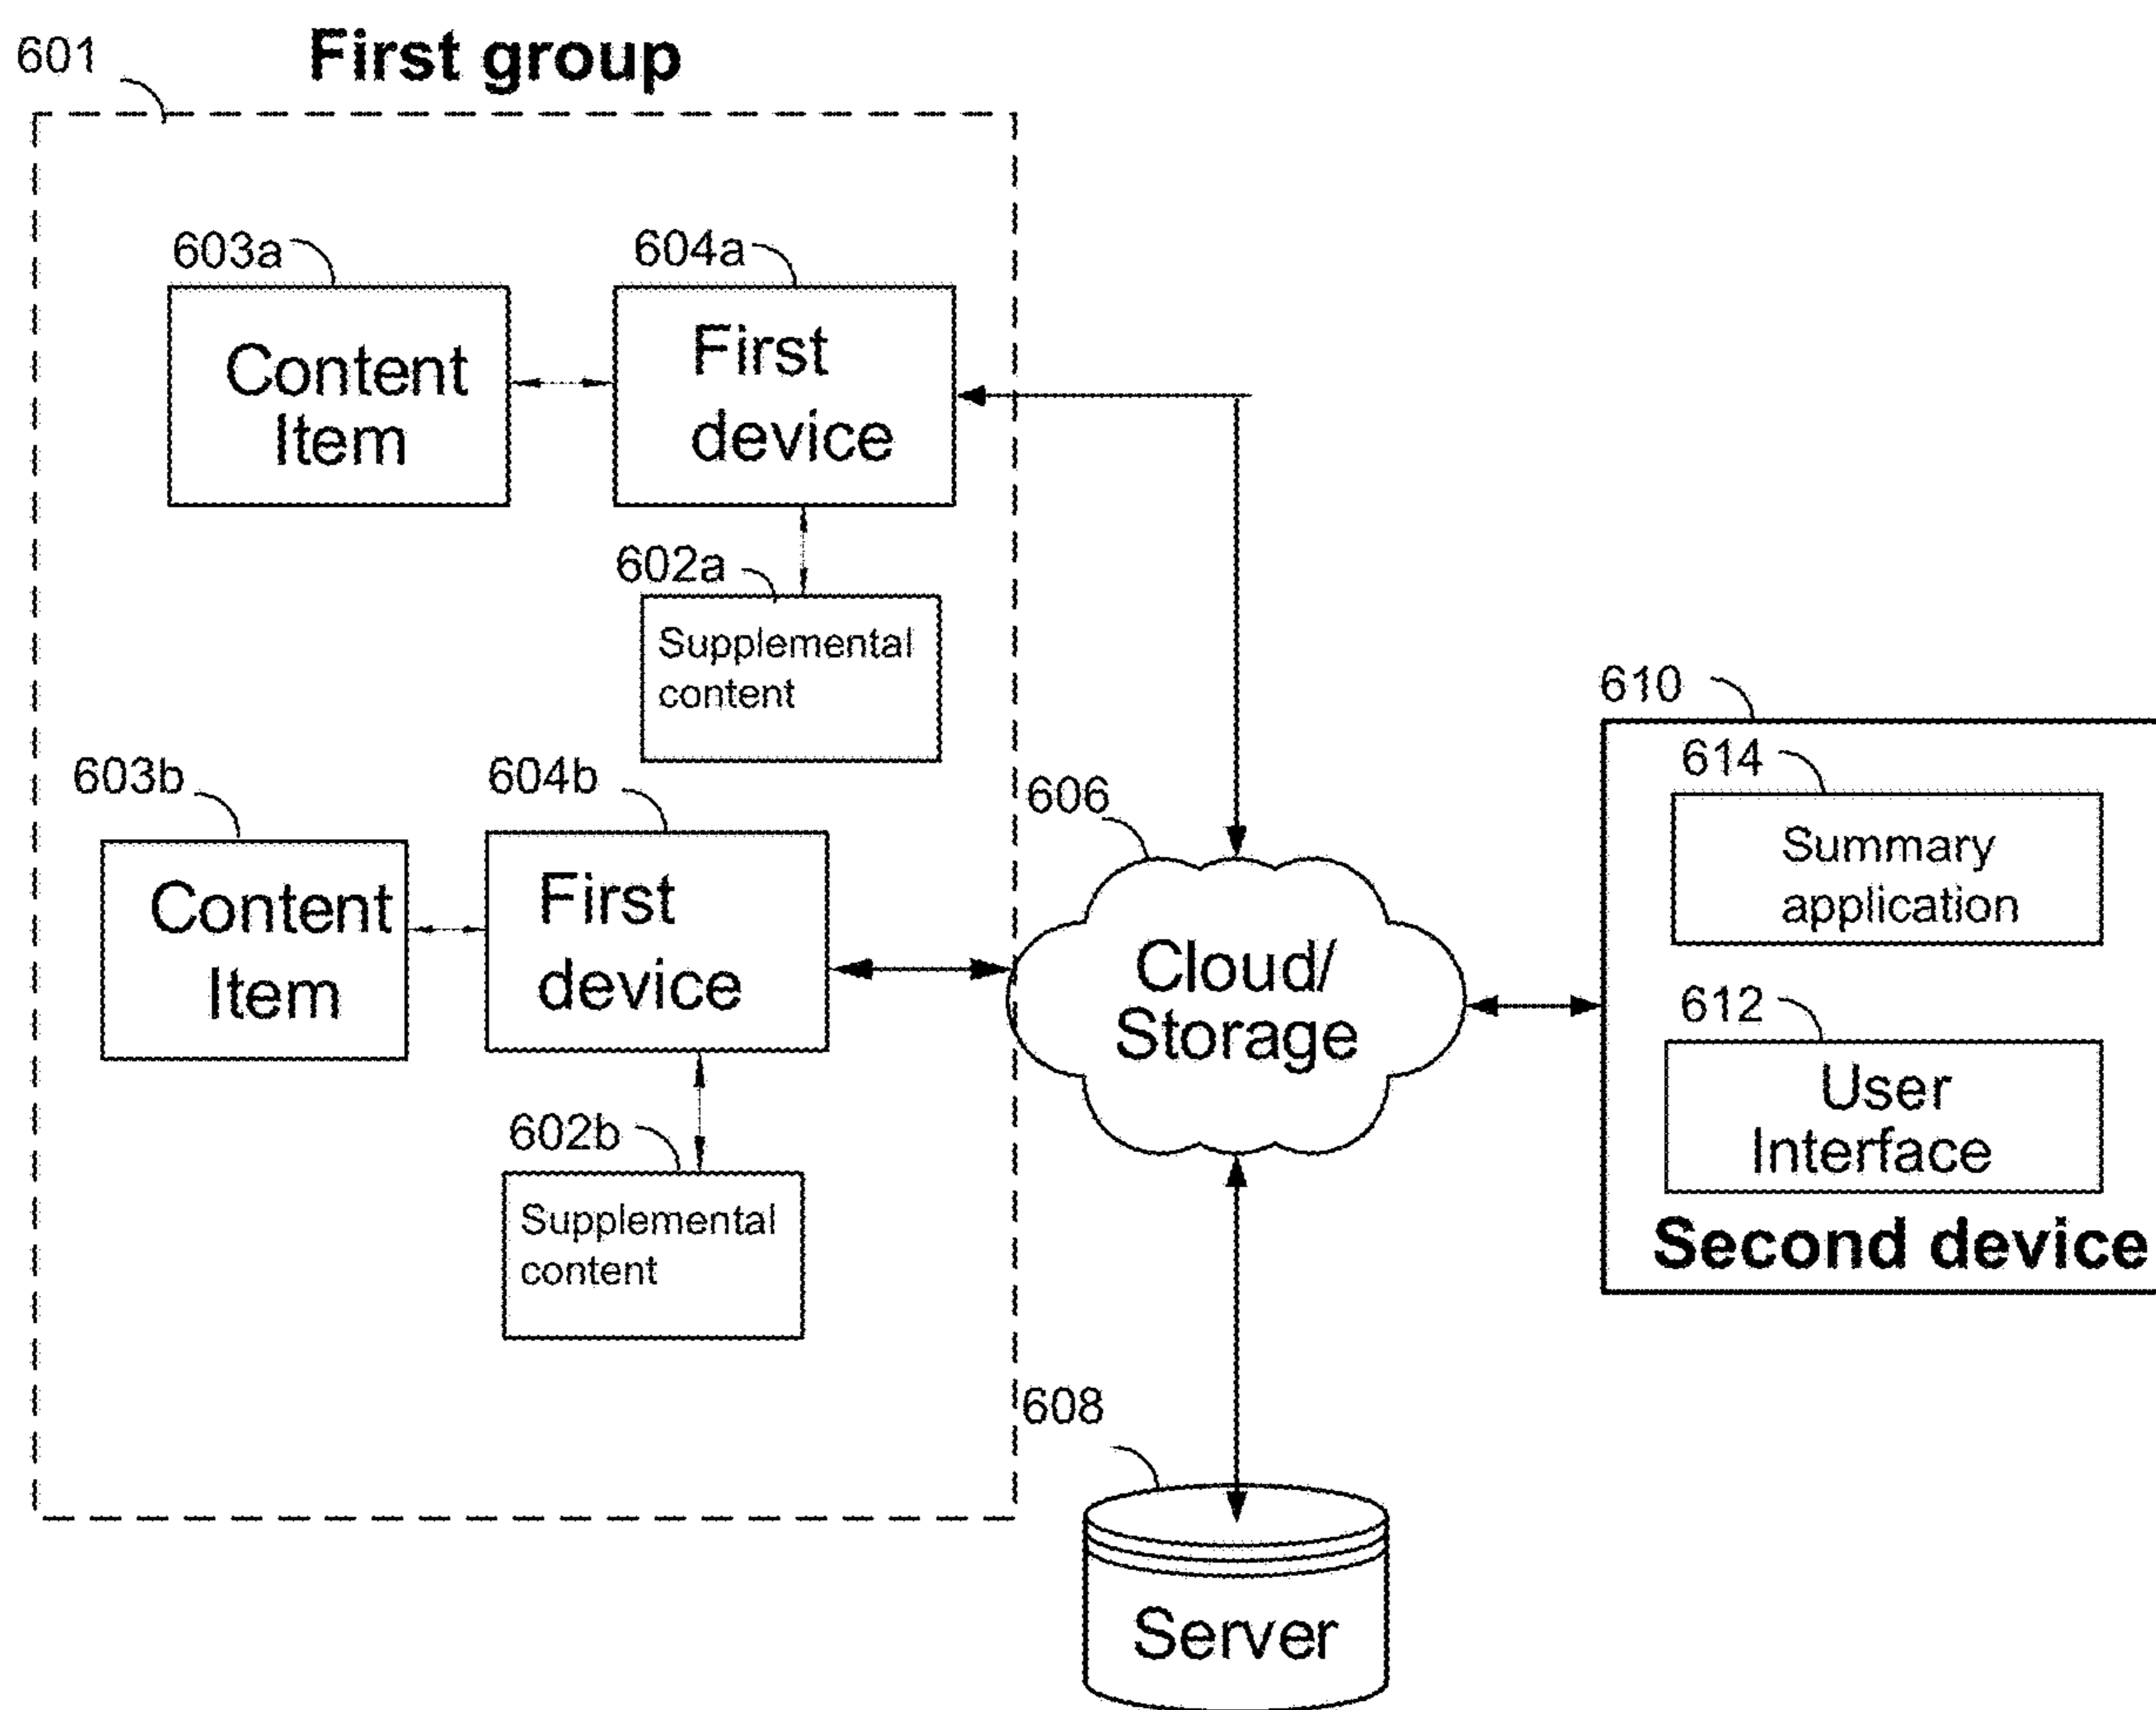 601
First group
603a
604a
Content
Item
First
device
602a
Supplemental
content
603b
604b
Content
Item
First
device
602b
Supplemental
content
606
Cloud/
Storage
608
Server
610
614
Summary
application
612
User
Interface
Second device